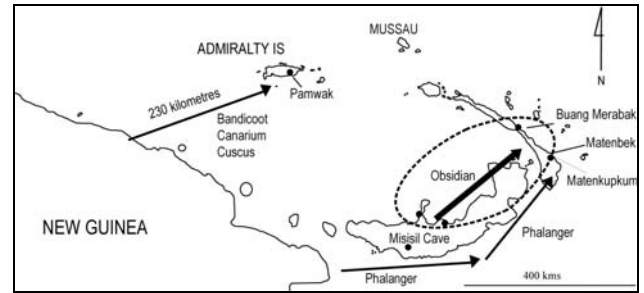 MUSSAU
ADMIRALTY IS
N
Pamwak
230 kilometres
Bandicoot
Canarium
Cuscus
Buang Merabak
Matenbek
Obsidian
Matenkupkum
NEW GUINEA
Misisil Cave
Phalanger
Phalanger
400 kms